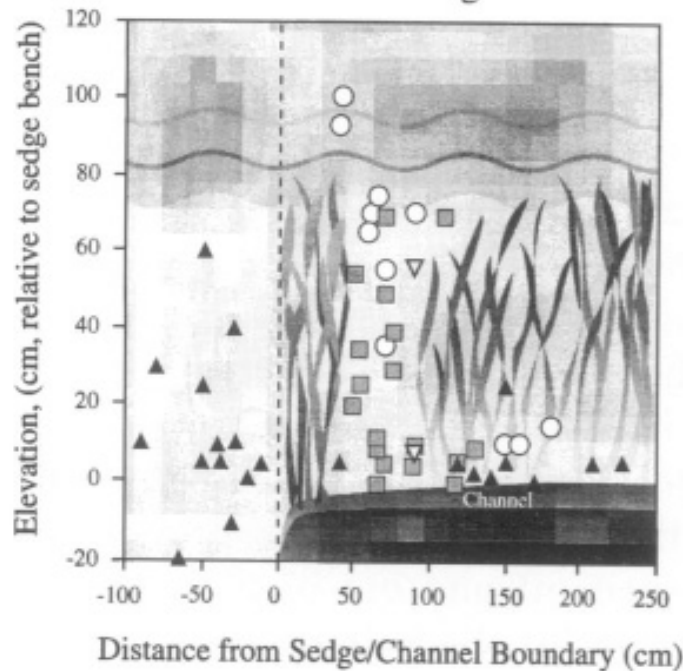 120
100
80
60
40
20
0
-20
Elevation, (cm, relative to sedge bench)
Channel
-100 -50 0 50 100 150 200 250
Distance from Sedge/Channel Boundary (cm)